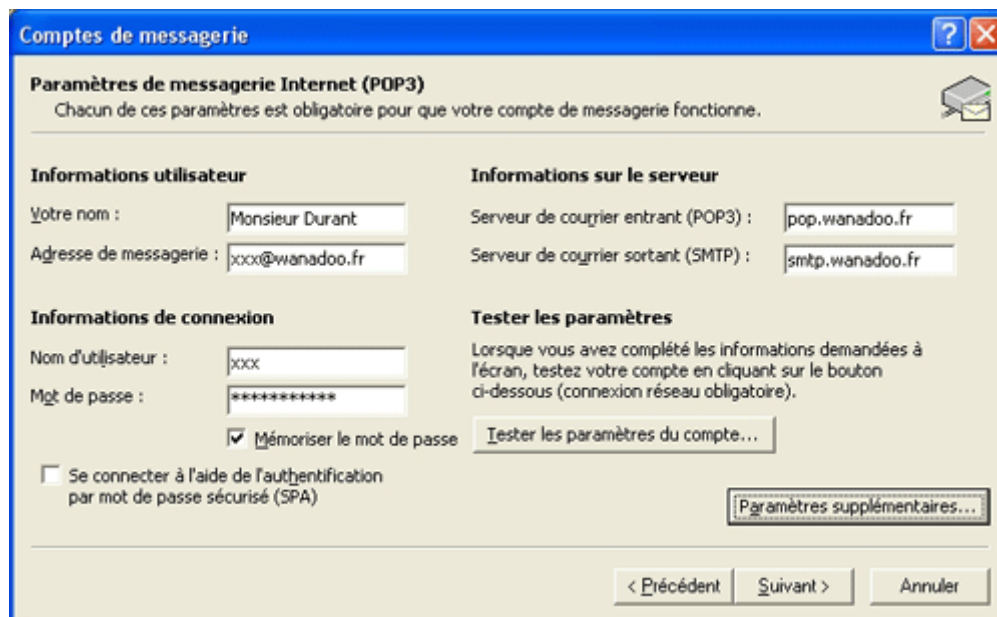 Comptes de messagerie
Paramètres de messagerie Internet (POP3)
Chacun de ces paramètres est obligatoire pour que votre compte de messagerie fonctionne.
Informations utilisateur
Votre nom :
Monsieur Durant
Adresse de messagerie :
xxx@wanadoo.fr
Informations sur le serveur
Serveur de courrier entrant (POP3) :
pop.wanadoo.fr
Serveur de courrier sortant (SMTP) :
smtp.wanadoo.fr
Informations de connexion
Nom d'utilisateur :
xxx
Mot de passe :
***********
Mémoriser le mot de passe
Se connecter à l'aide de l'authentification
par mot de passe sécurisé (SPA)
Tester les paramètres
Lorsque vous avez complété les informations demandées à
l'écran, testez votre compte en cliquant sur le bouton
ci-dessous (connexion réseau obligatoire).
Tester les paramètres du compte...
Paramètres supplémentaires...
< Précédent
Suivant >
Annuler